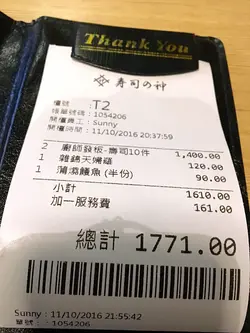 Thank You
寿司の神
檯號: T2
帳單號碼: 1054206
開檯員工: Sunny
開檯時間: 11/10/2016 20:37:59
2 廚師發板-壽司10件 1,400.00
1 雜錦天婦羅 120.00
1 蒲燒饅魚(半份) 90.00
小計 1610.00
加一服務費 161.00
總計 1771.00
Sunny: 11/10/2016 21:55:42
單號: 1054206